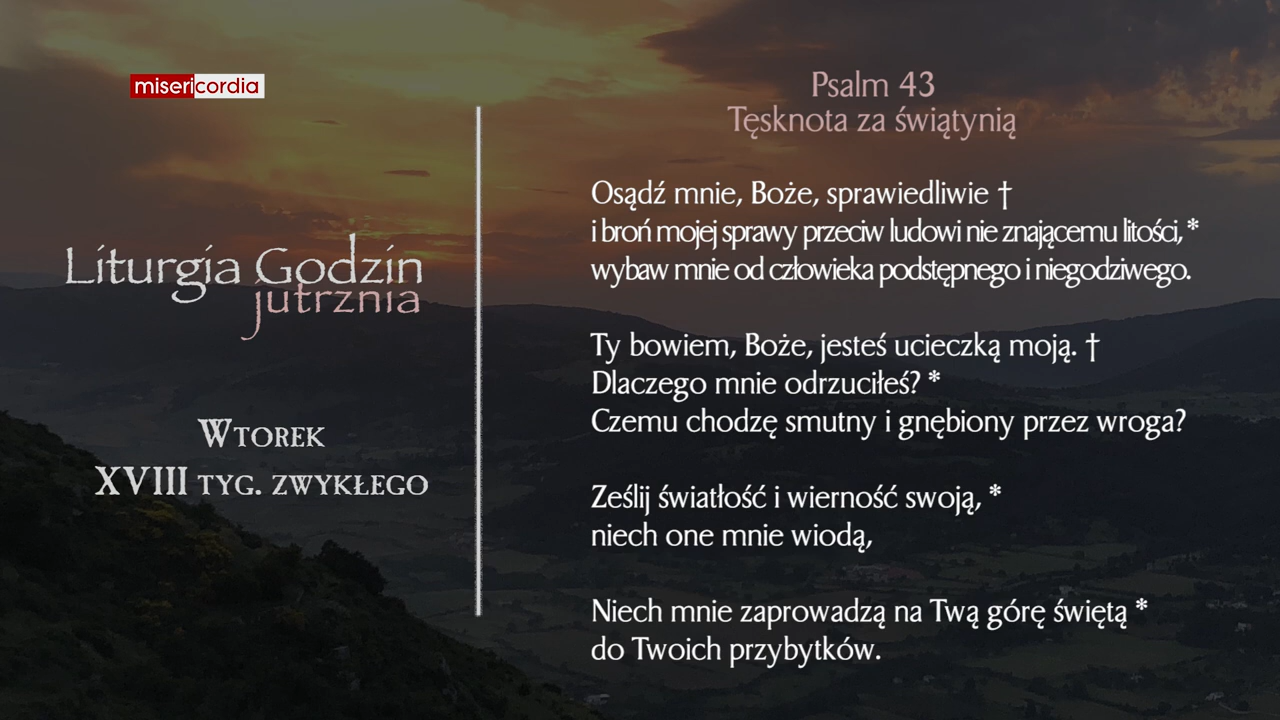 misericordia
Liturgia Godzin
jutrznia
Wtorek
XVIII tyg. zwykłego
Psalm 43
Tęsknota za świątynią
Osądź mnie, Boże, sprawiedliwie †
i broń mojej sprawy przeciw ludowi nie znającemu litości, *
wybaw mnie od człowieka podstępnego i niegodziwego.
Ty bowiem, Boże, jesteś ucieczką moją. †
Dlaczego mnie odrzuciłeś? *
Czemu chodzę smutny i gnębiony przez wroga?
Ześlij światłość i wierność swoją, *
niech one mnie wiodą,
Niech mnie zaprowadzą na Twą górę świętą *
do Twoich przybytków.